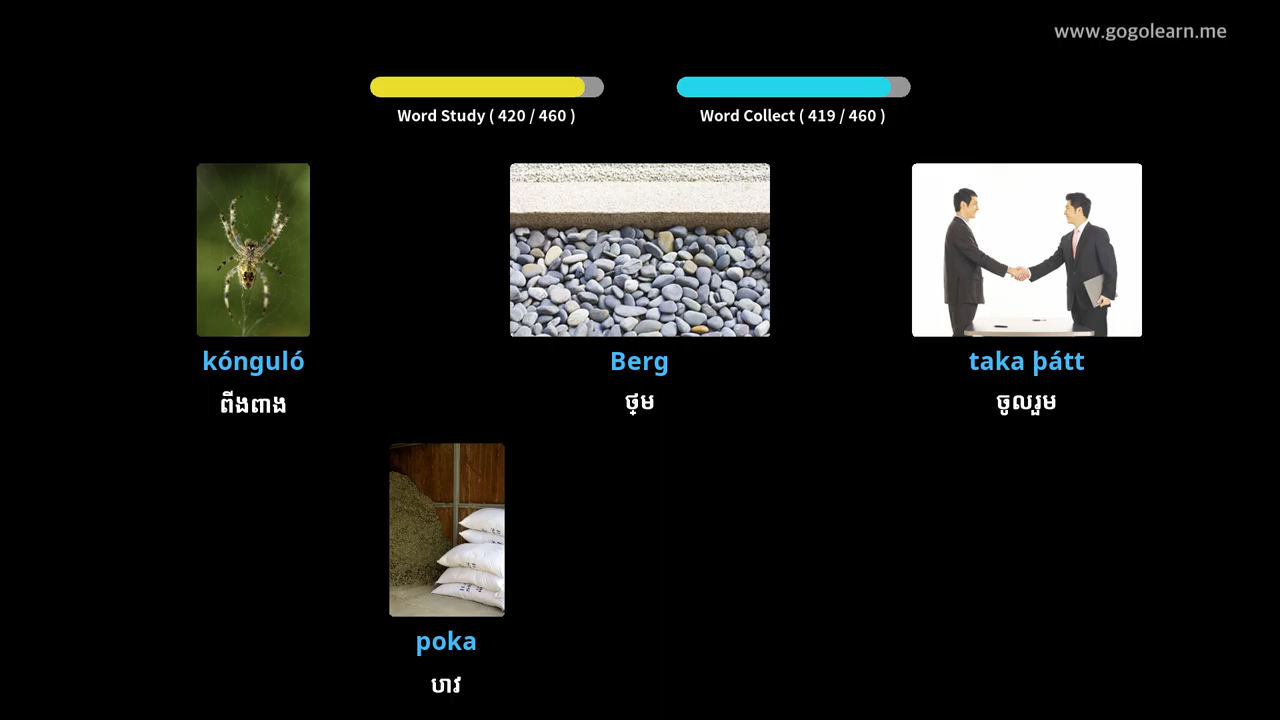 www.gogolearn.me
Word Study ( 420 / 460 )
Word Collect ( 419 / 460 )
kónguló
Berg
taka þátt
ពីងពាង
ថ្ម
ចូលរួម
poka
បាវ